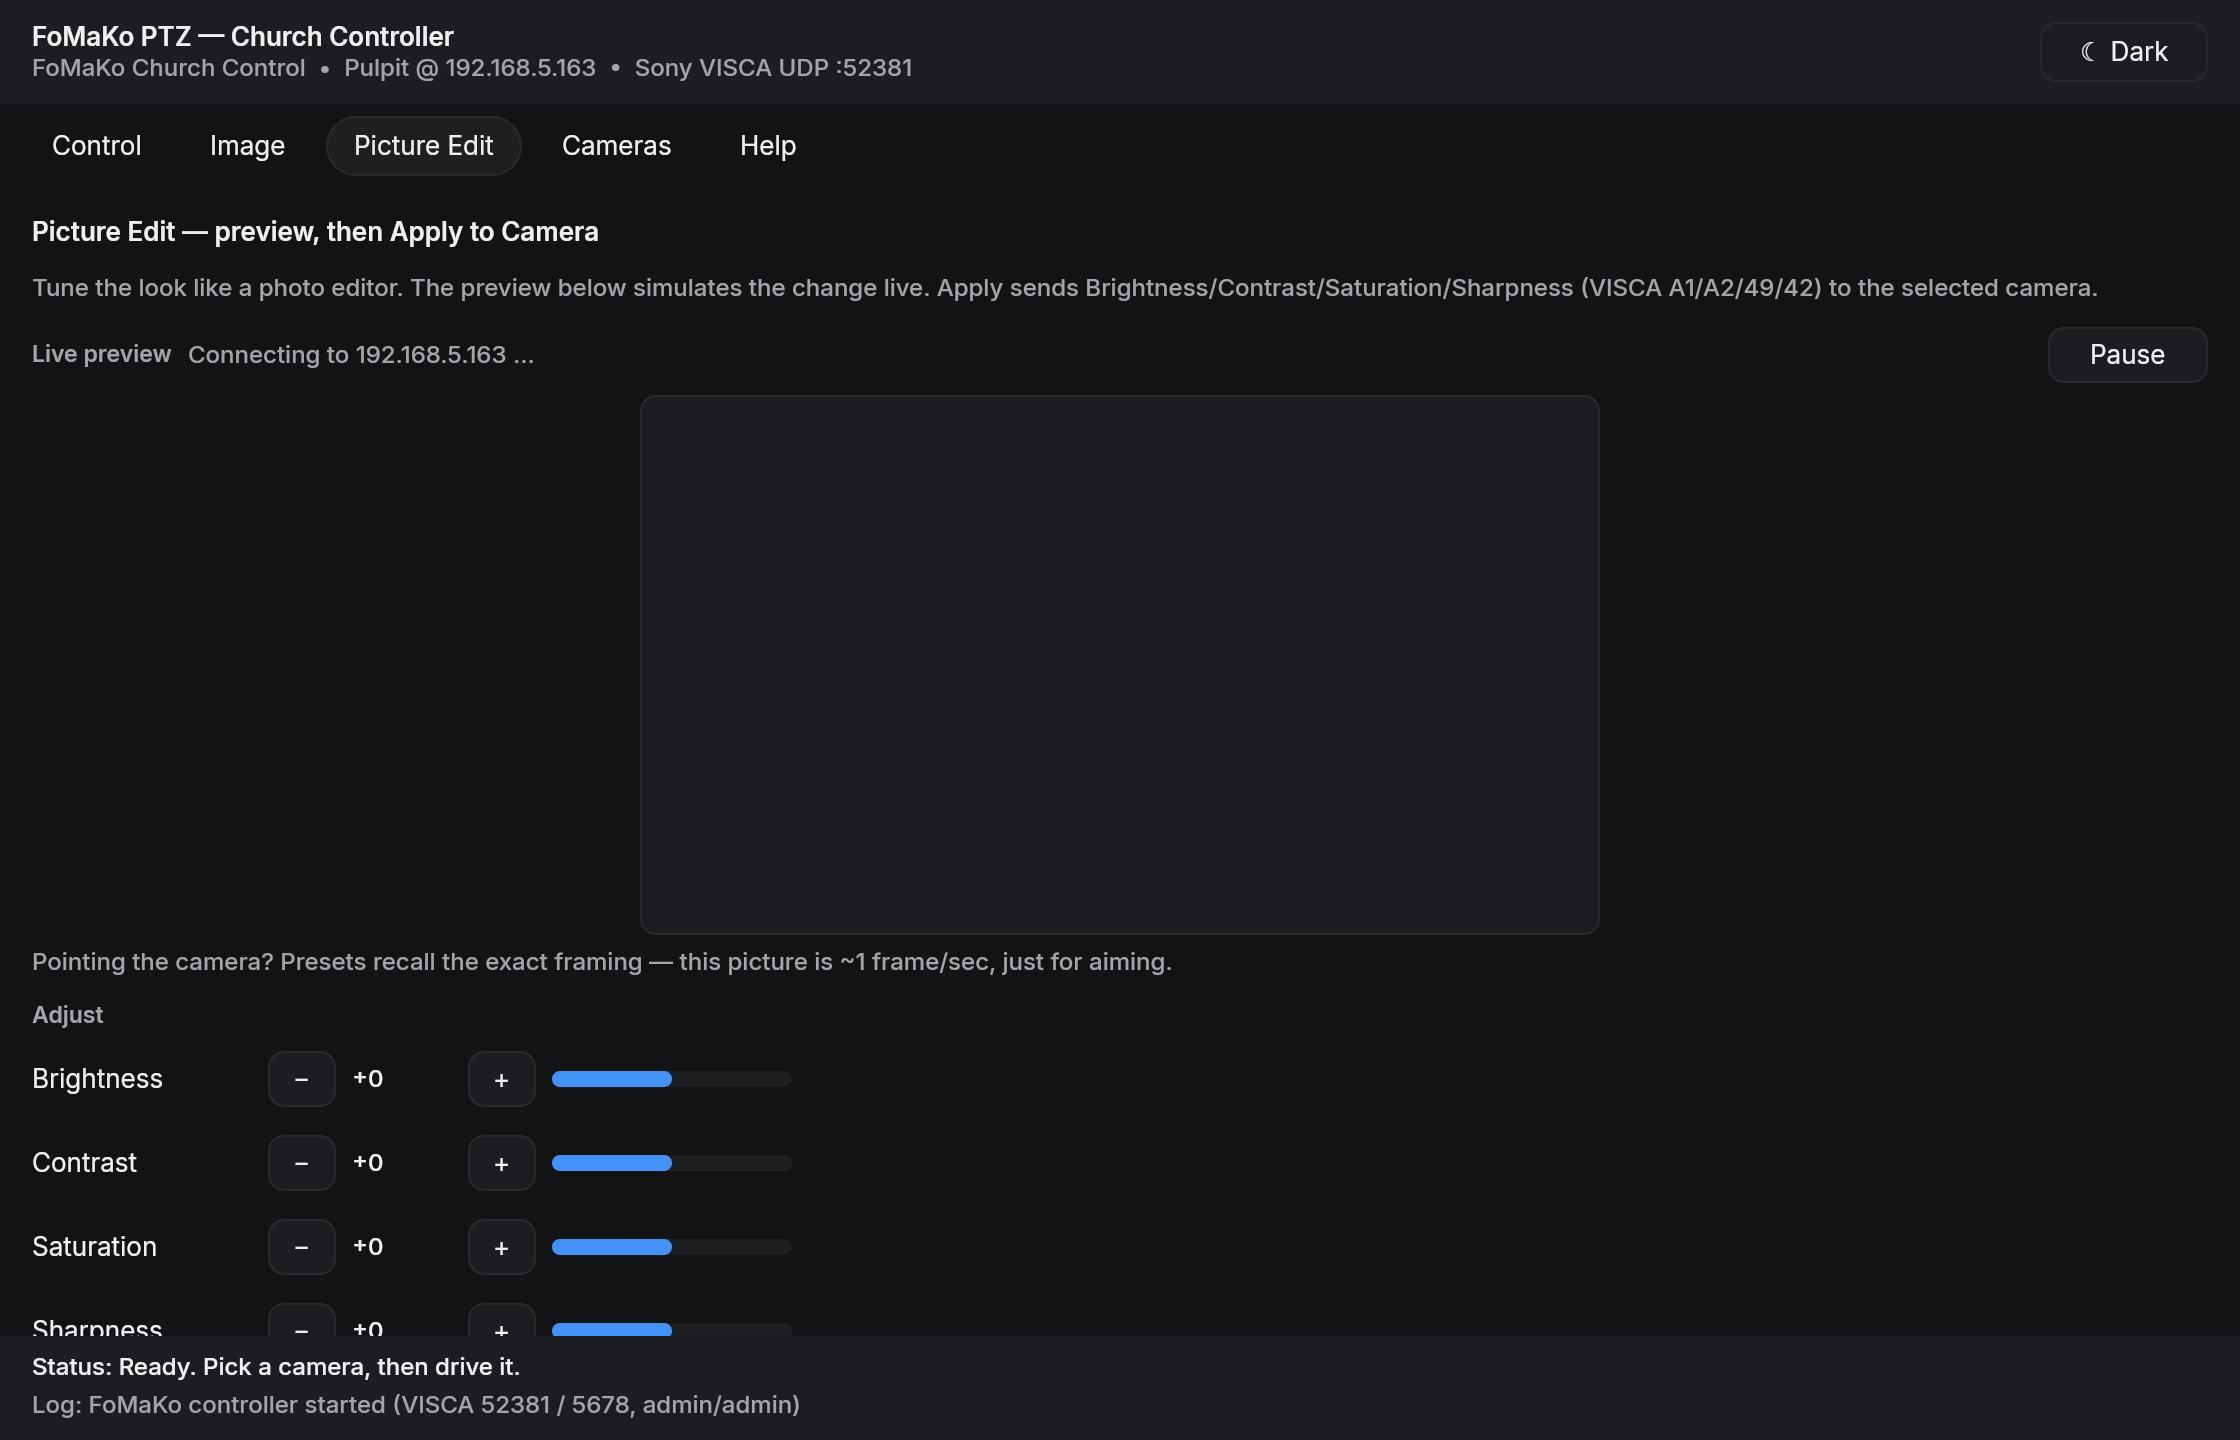 FoMaKo PTZ — Church Controller
FoMaKo Church Control • Pulpit @ 192.168.5.163 • Sony VISCA UDP :52381
☾ Dark
Control Image Picture Edit Cameras Help
Picture Edit — preview, then Apply to Camera
Tune the look like a photo editor. The preview below simulates the change live. Apply sends Brightness/Contrast/Saturation/Sharpness (VISCA A1/A2/49/42) to the selected camera.
Live preview Connecting to 192.168.5.163 ...
Pause
Pointing the camera? Presets recall the exact framing — this picture is ~1 frame/sec, just for aiming.
Adjust
Brightness − +0 +
Contrast − +0 +
Saturation − +0 +
Sharpness − +0 +
Status: Ready. Pick a camera, then drive it.
Log: FoMaKo controller started (VISCA 52381 / 5678, admin/admin)